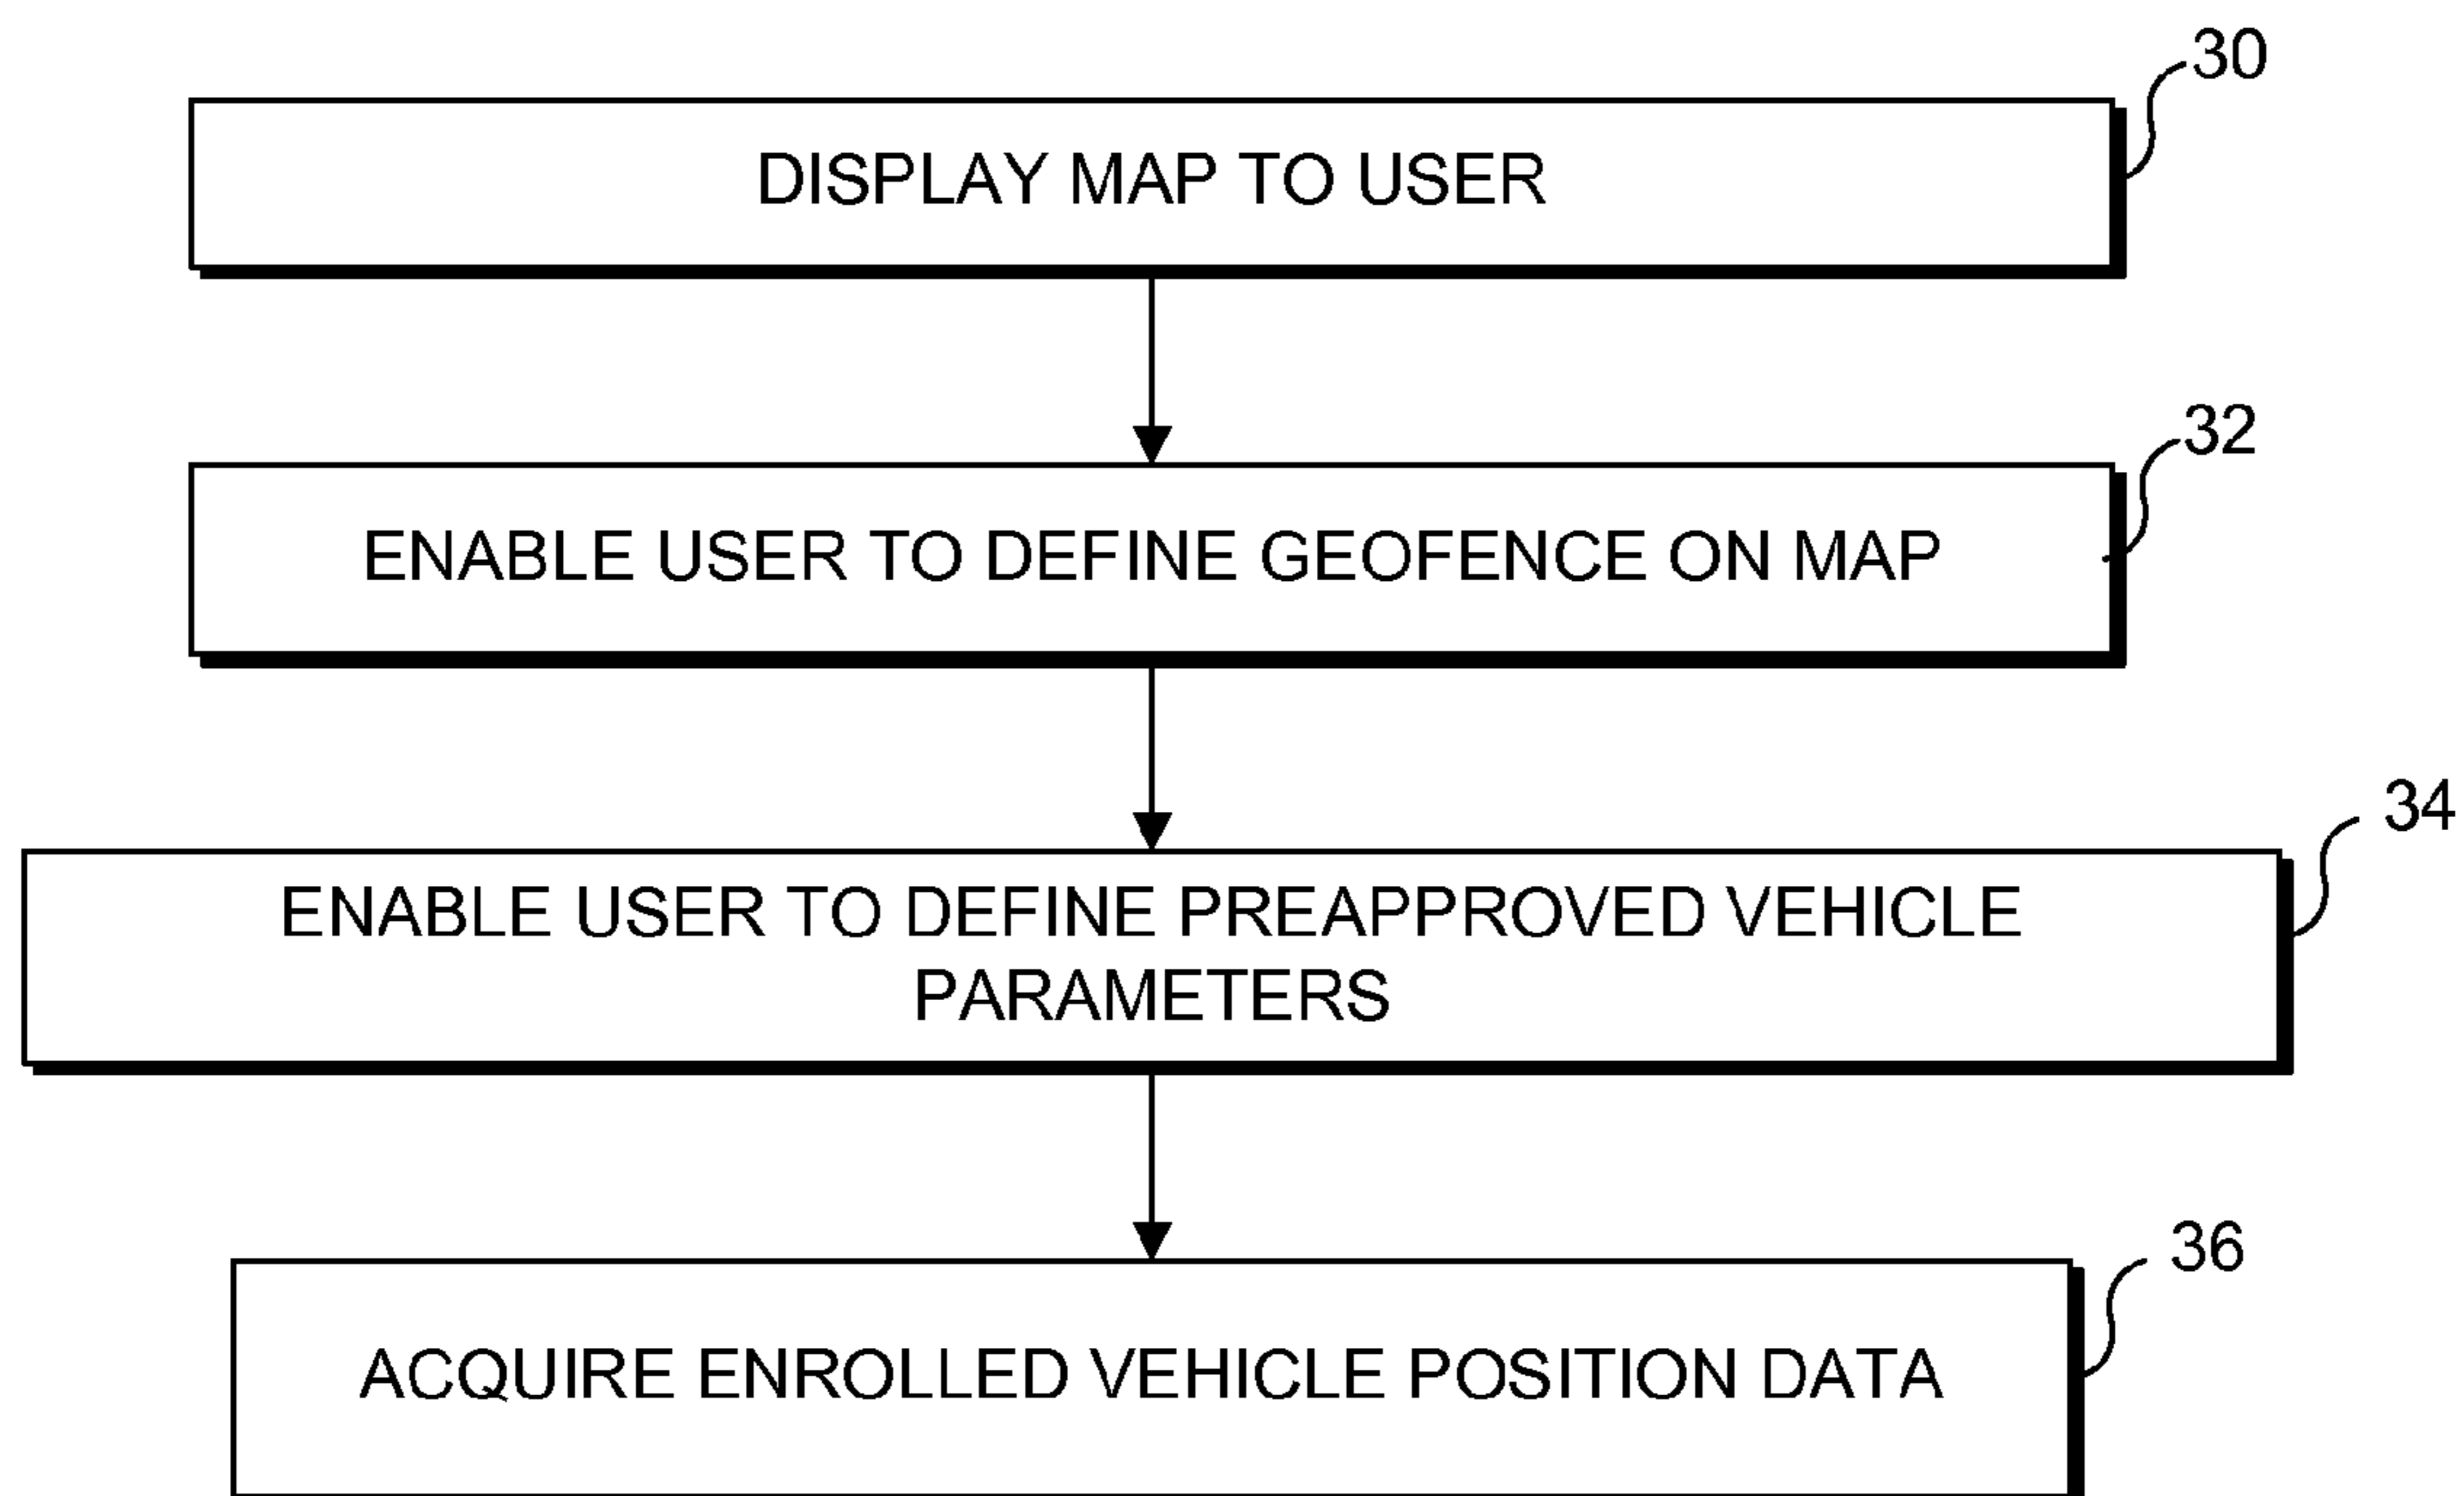 30
DISPLAY MAP TO USER
32
ENABLE USER TO DEFINE GEOFENCE ON MAP
34
ENABLE USER TO DEFINE PREAPPROVED VEHICLE
PARAMETERS
36
ACQUIRE ENROLLED VEHICLE POSITION DATA